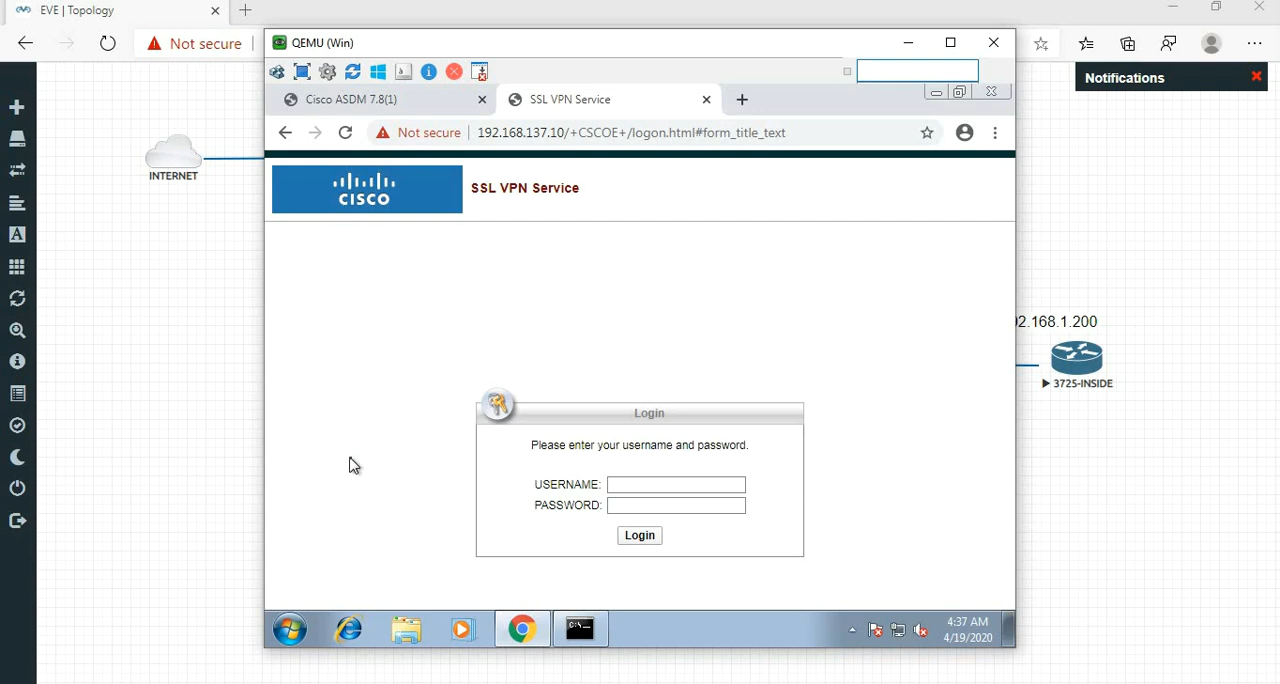 EVE | Topology
Not secure
QEMU (Win)
Notifications
Cisco ASDM 7.8(1)
SSL VPN Service
Not secure
192.168.137.10/+CSCOE+/logon.html#form_title_text
INTERNET
CISCO
SSL VPN Service
2.168.1.200
3725-INSIDE
Login
Please enter your username and password.
USERNAME:
PASSWORD:
Login
C:\
4:37 AM
4/19/2020